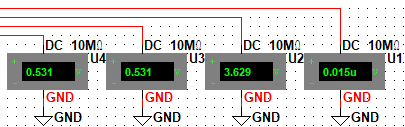 DC 10MΩ DC 10MΩ DC 10MΩ DC 10MΩ
U4 U3 U2 U1
+ 0.531 - + 0.531 - + 3.629 - + 0.015u -
GND GND GND GND
GND GND GND GND